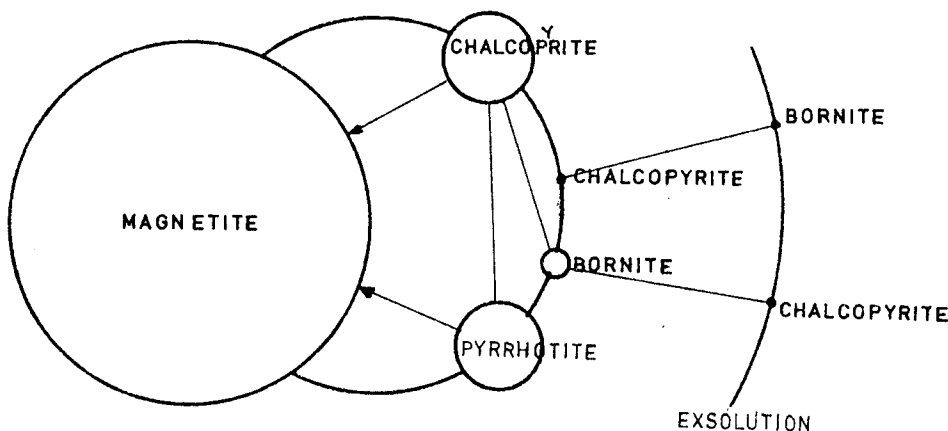 CHALCOPRITE
Y
BORNITE
CHALCOPYRITE
MAGNETITE
BORNITE
CHALCOPYRITE
PYRRHOTITE
EXSOLUTION